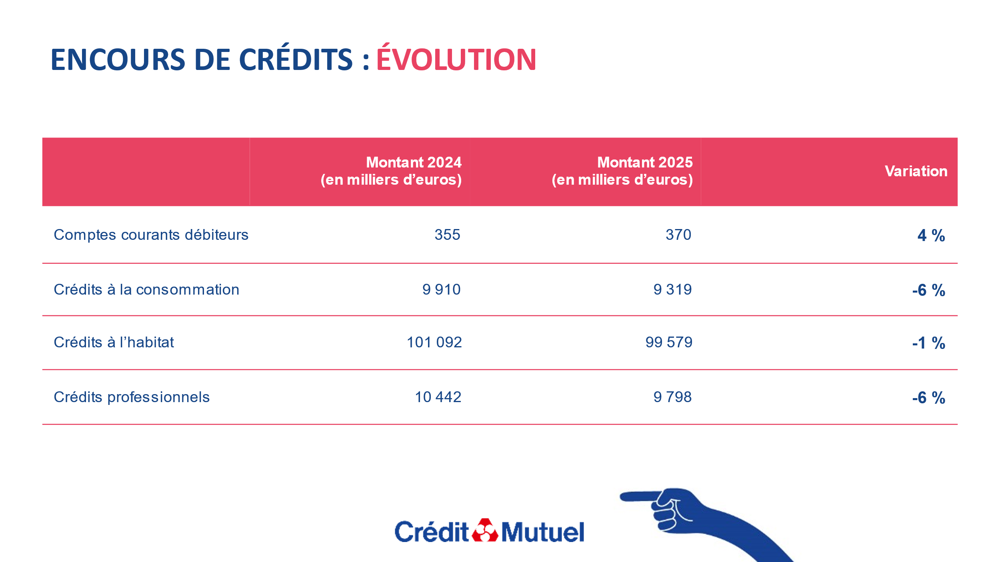 ENCOURS DE CRÉDITS : ÉVOLUTION
Montant 2024
(en milliers d’euros)
Montant 2025
(en milliers d’euros)
Variation
Comptes courants débiteurs 355 370 4 %
Crédits à la consommation 9 910 9 319 -6 %
Crédits à l’habitat 101 092 99 579 -1 %
Crédits professionnels 10 442 9 798 -6 %
Crédit Mutuel